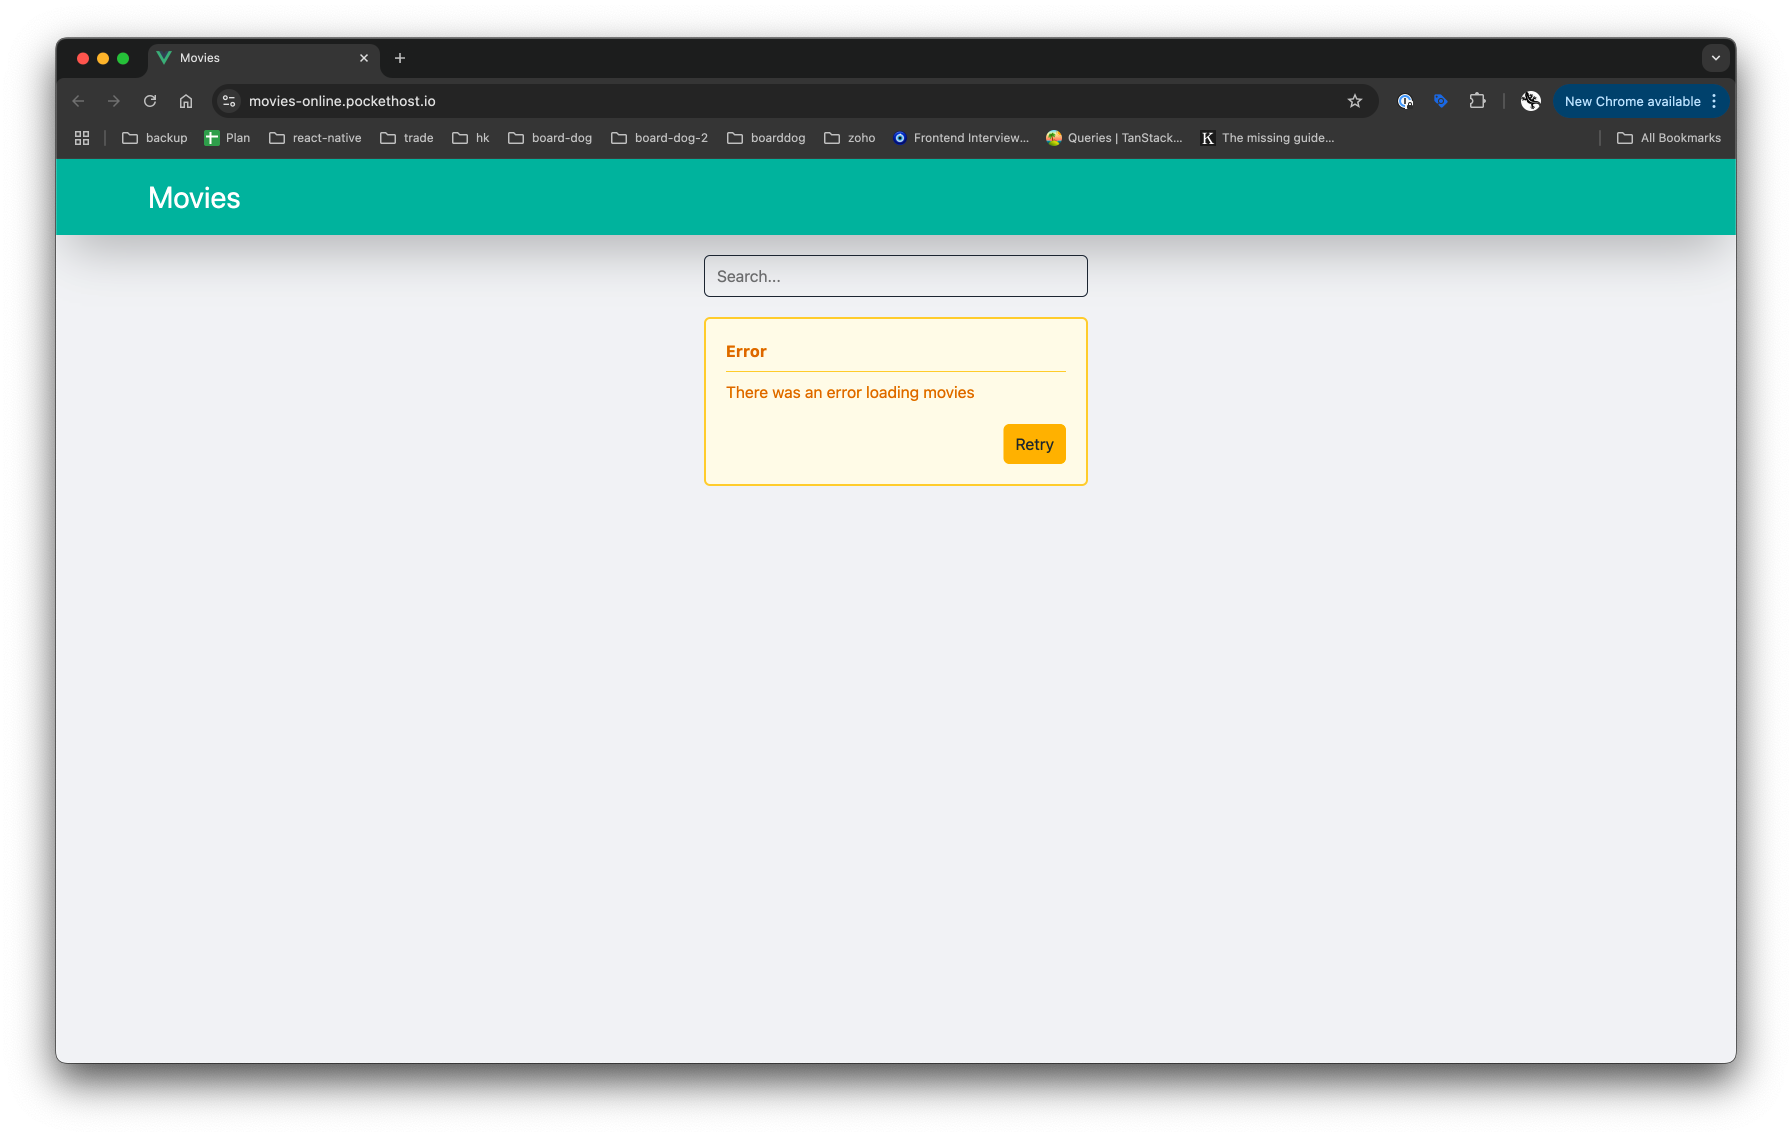 Movies
movies-online.pockethost.io
New Chrome available
backup Plan react-native trade hk board-dog board-dog-2 boarddog zoho Frontend Interview... Queries | TanStack... K The missing guide... All Bookmarks
Movies
Search...
Error
There was an error loading movies
Retry